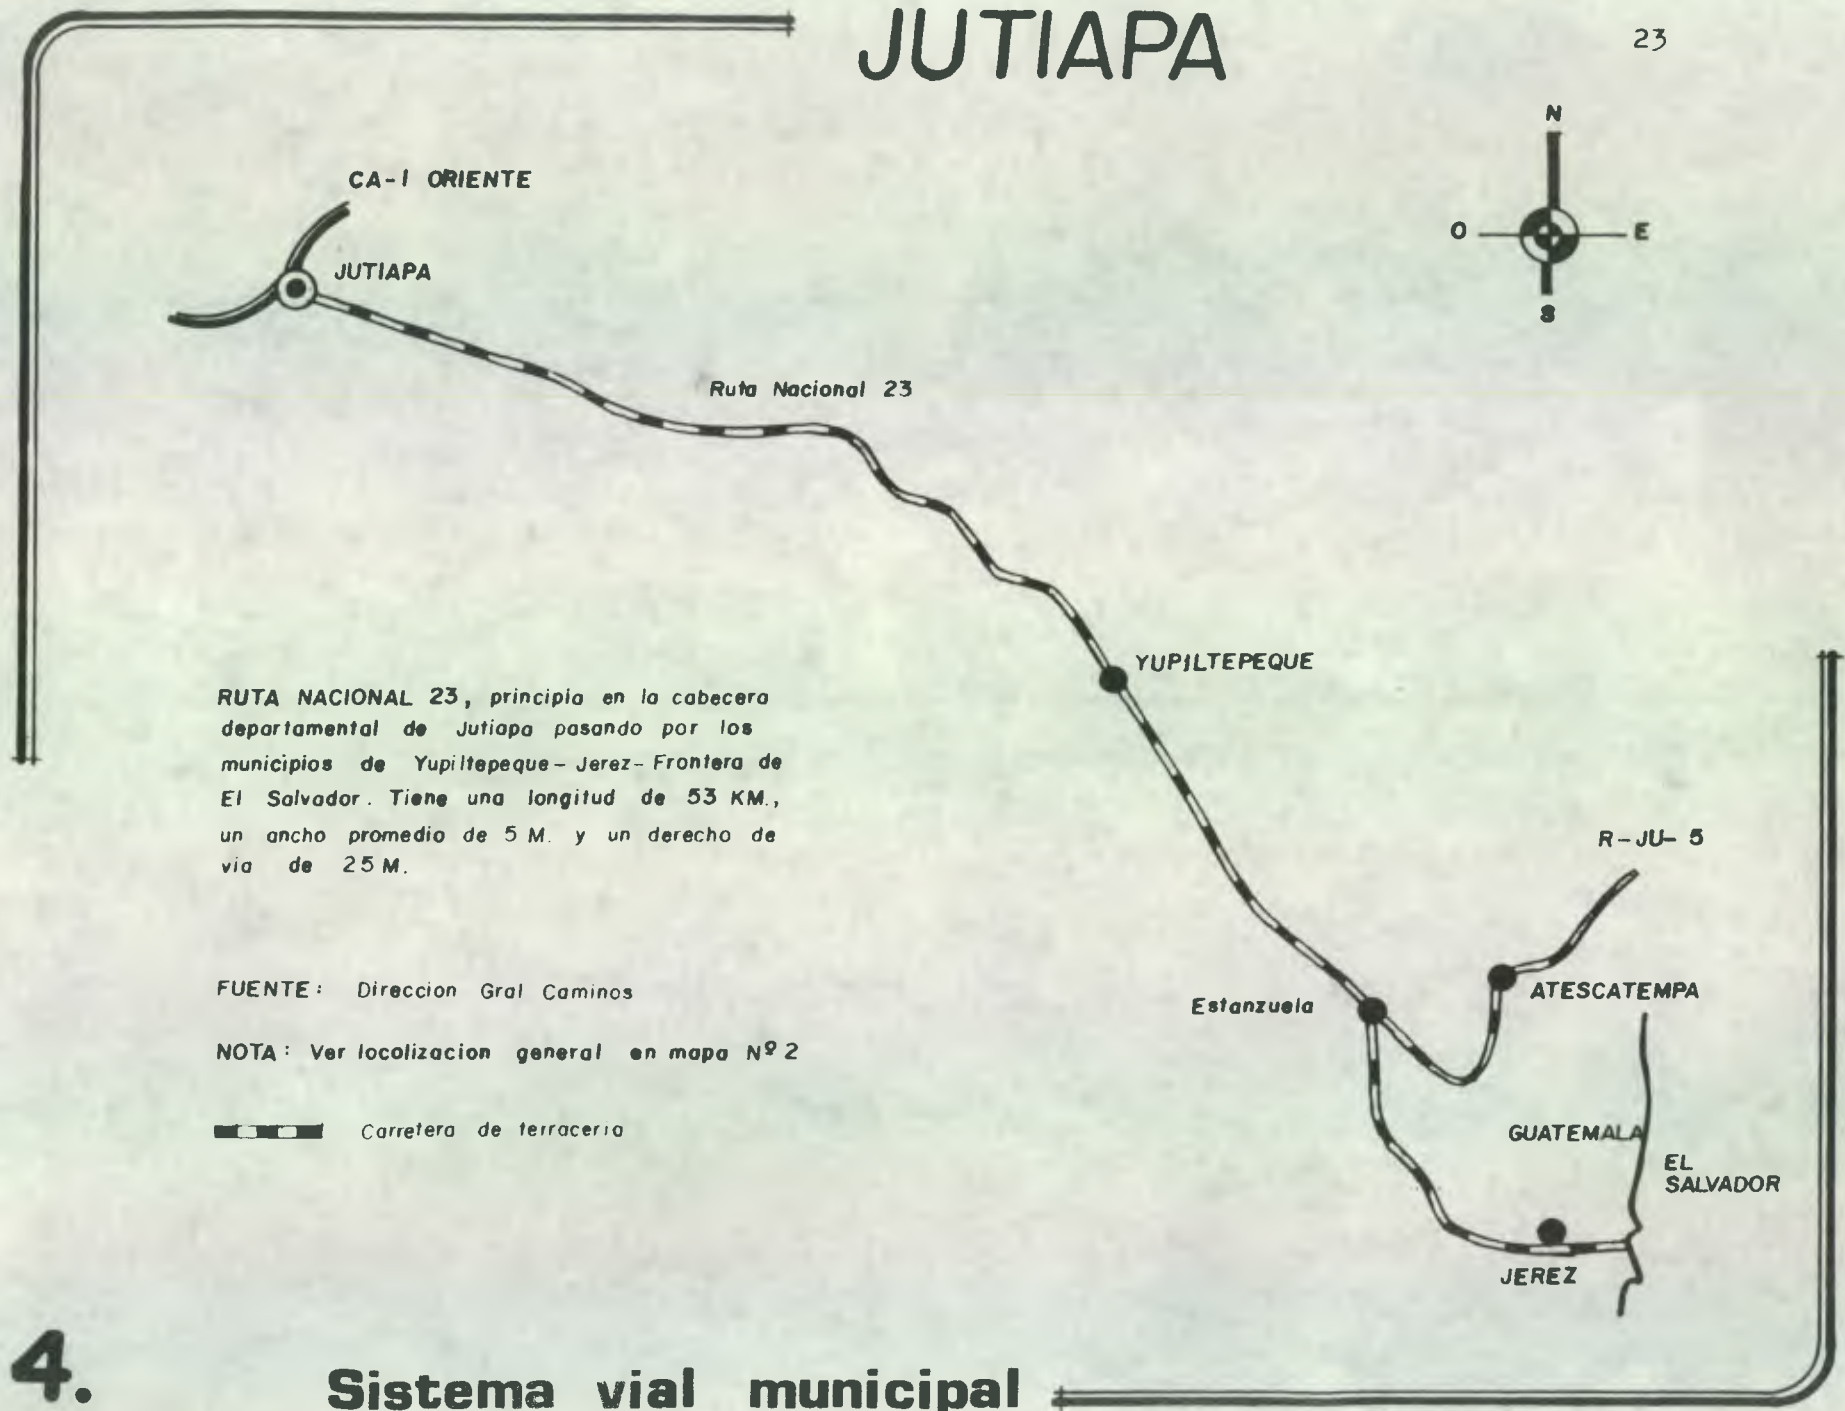 JUTIAPA
23
N
O
E
S
CA-1 ORIENTE
JUTIAPA
Ruta Nacional 23
YUPILTEPEQUE
RUTA NACIONAL 23, principia en la cabecera
departamental de Jutiapa pasando por los
municipios de Yupiltepeque - Jerez - Frontera de
El Salvador. Tiene una longitud de 53 KM.,
un ancho promedio de 5 M. y un derecho de
via de 25 M.
R-JU-5
ATESCATEMPA
Estanzuela
FUENTE: Direccion Gral Caminos
NOTA: Ver locolizacion general en mapa Nº 2
Carretera de terraceria
GUATEMALA
EL
SALVADOR
JEREZ
4. Sistema vial municipal